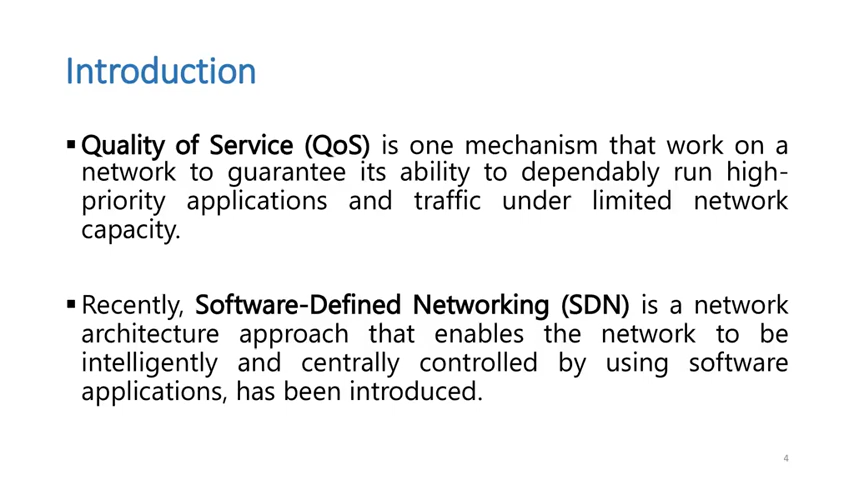 Introduction
▪ Quality of Service (QoS) is one mechanism that work on a
network to guarantee its ability to dependably run high-
priority applications and traffic under limited network
capacity.
▪ Recently, Software-Defined Networking (SDN) is a network
architecture approach that enables the network to be
intelligently and centrally controlled by using software
applications, has been introduced.
4